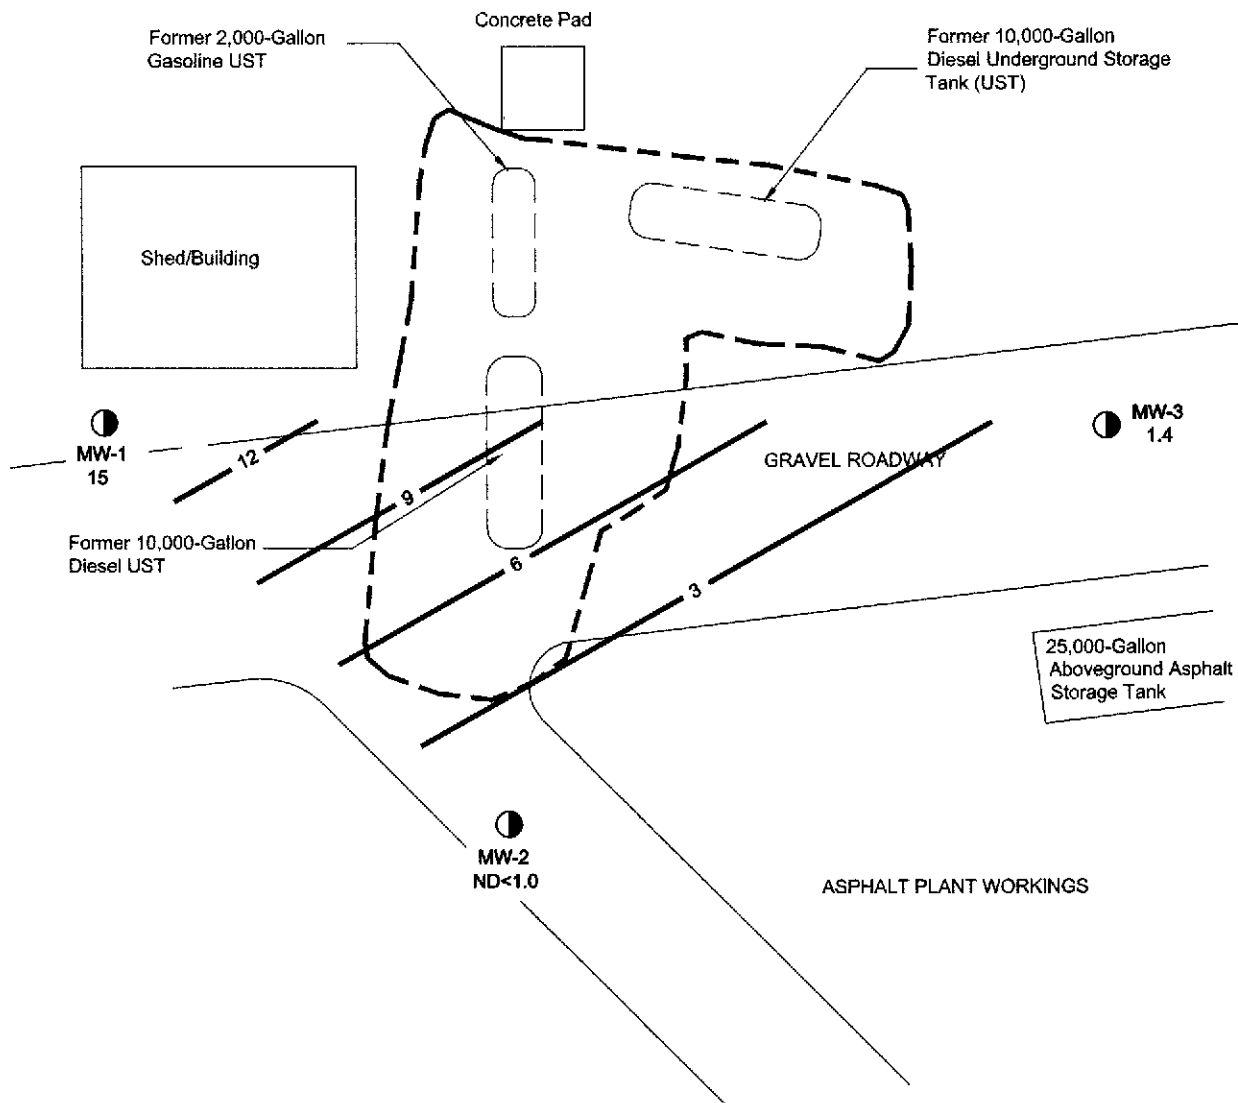 Concrete Pad
Former 2,000-Gallon
Gasoline UST
Former 10,000-Gallon
Diesel Underground Storage
Tank (UST)
Shed/Building
MW-1
15
12
9
6
3
MW-3
1.4
GRAVEL ROADWAY
Former 10,000-Gallon
Diesel UST
25,000-Gallon
Aboveground Asphalt
Storage Tank
MW-2
ND<1.0
ASPHALT PLANT WORKINGS